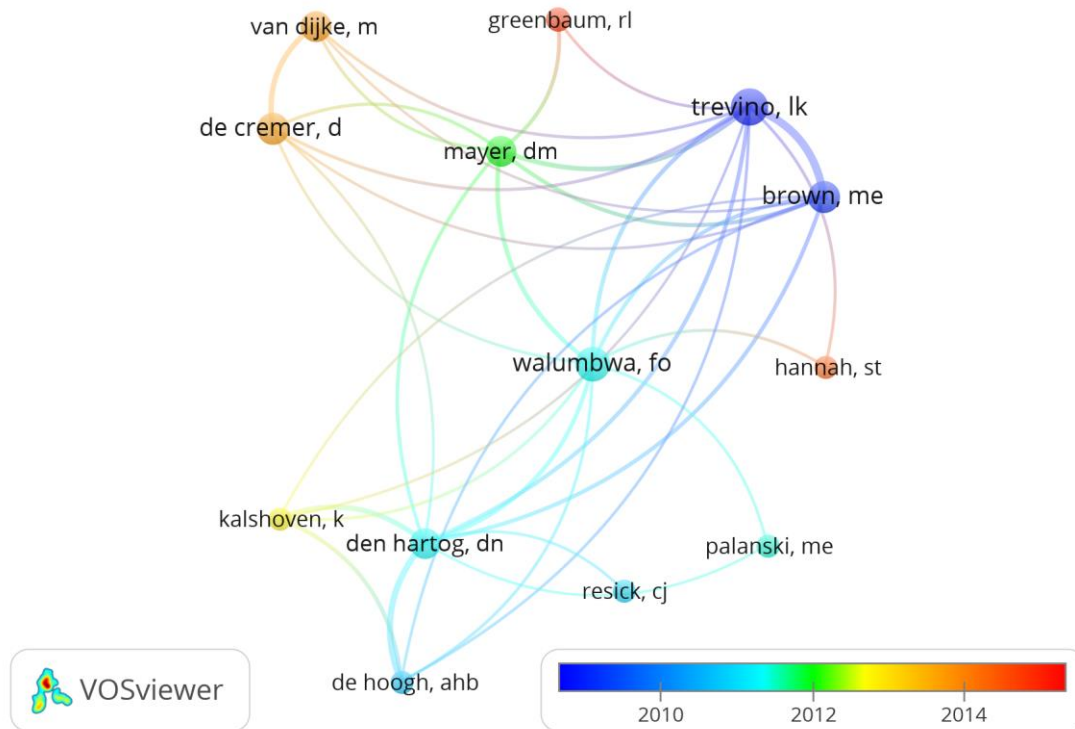 van dijke, m
greenbaum, rl
trevino, lk
de cremer, d
mayer, dm
brown, me
walumbwa, fo
hannah, st
kalshoven, k
den hartog, dn
palanski, me
resick, cj
de hoogh, ahb
VOSviewer
2010
2012
2014